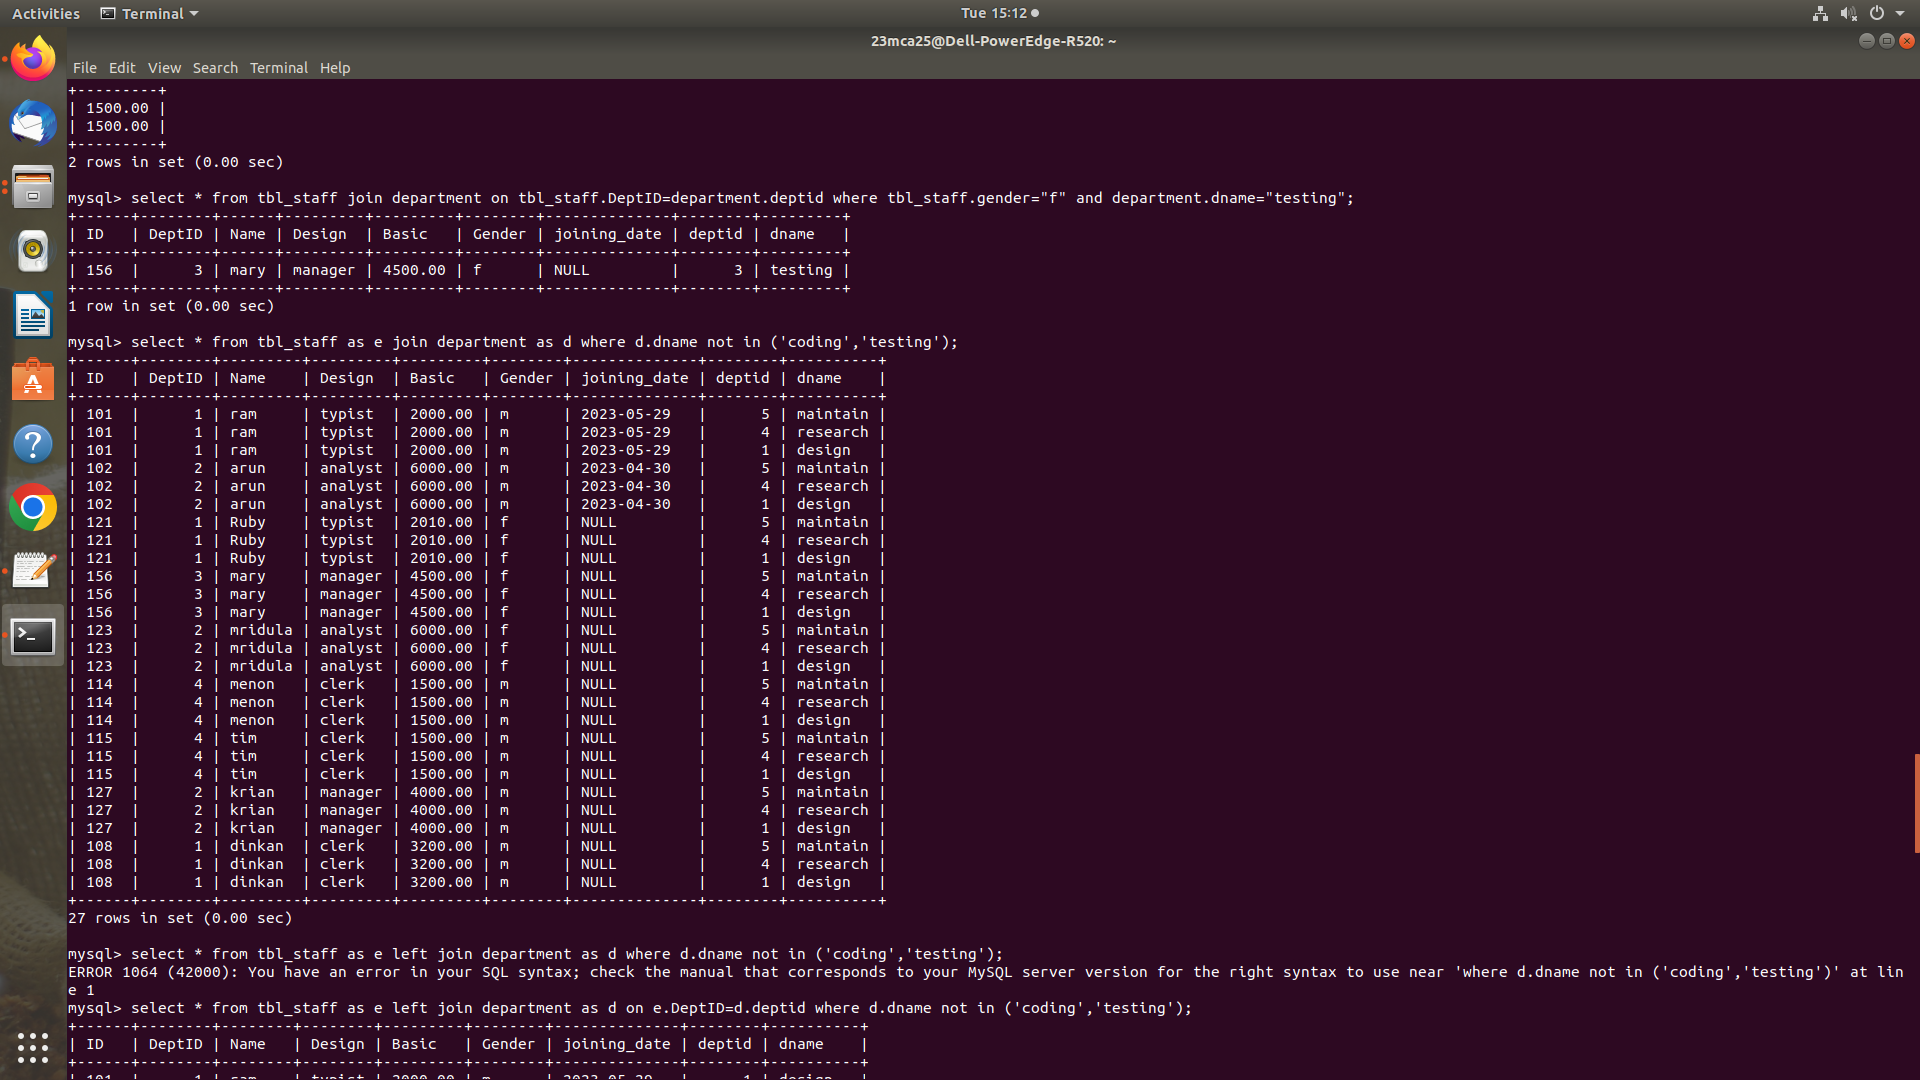 Activities Terminal Tue 15:12
23mca25@Dell-PowerEdge-R520: ~
File Edit View Search Terminal Help
+---------+
| 1500.00 |
| 1500.00 |
+---------+
2 rows in set (0.00 sec)
mysql> select * from tbl_staff join department on tbl_staff.DeptID=department.deptid where tbl_staff.gender="f" and department.dname="testing";
+------+--------+------+---------+---------+--------+--------------+--------+---------+
| ID   | DeptID | Name | Design  | Basic   | Gender | joining_date | deptid | dname   |
+------+--------+------+---------+---------+--------+--------------+--------+---------+
| 156  |      3 | mary | manager | 4500.00 | f      | NULL         |      3 | testing |
+------+--------+------+---------+---------+--------+--------------+--------+---------+
1 row in set (0.00 sec)
mysql> select * from tbl_staff as e join department as d where d.dname not in ('coding','testing');
+------+--------+---------+---------+---------+--------+--------------+--------+----------+
| ID   | DeptID | Name    | Design  | Basic   | Gender | joining_date | deptid | dname    |
+------+--------+---------+---------+---------+--------+--------------+--------+----------+
| 101  |      1 | ram     | typist  | 2000.00 | m      | 2023-05-29   |      5 | maintain |
| 101  |      1 | ram     | typist  | 2000.00 | m      | 2023-05-29   |      4 | research |
| 101  |      1 | ram     | typist  | 2000.00 | m      | 2023-05-29   |      1 | design   |
| 102  |      2 | arun    | analyst | 6000.00 | m      | 2023-04-30   |      5 | maintain |
| 102  |      2 | arun    | analyst | 6000.00 | m      | 2023-04-30   |      4 | research |
| 102  |      2 | arun    | analyst | 6000.00 | m      | 2023-04-30   |      1 | design   |
| 121  |      1 | Ruby    | typist  | 2010.00 | f      | NULL         |      5 | maintain |
| 121  |      1 | Ruby    | typist  | 2010.00 | f      | NULL         |      4 | research |
| 121  |      1 | Ruby    | typist  | 2010.00 | f      | NULL         |      1 | design   |
| 156  |      3 | mary    | manager | 4500.00 | f      | NULL         |      5 | maintain |
| 156  |      3 | mary    | manager | 4500.00 | f      | NULL         |      4 | research |
| 156  |      3 | mary    | manager | 4500.00 | f      | NULL         |      1 | design   |
| 123  |      2 | mridula | analyst | 6000.00 | f      | NULL         |      5 | maintain |
| 123  |      2 | mridula | analyst | 6000.00 | f      | NULL         |      4 | research |
| 123  |      2 | mridula | analyst | 6000.00 | f      | NULL         |      1 | design   |
| 114  |      4 | menon   | clerk   | 1500.00 | m      | NULL         |      5 | maintain |
| 114  |      4 | menon   | clerk   | 1500.00 | m      | NULL         |      4 | research |
| 114  |      4 | menon   | clerk   | 1500.00 | m      | NULL         |      1 | design   |
| 115  |      4 | tim     | clerk   | 1500.00 | m      | NULL         |      5 | maintain |
| 115  |      4 | tim     | clerk   | 1500.00 | m      | NULL         |      4 | research |
| 115  |      4 | tim     | clerk   | 1500.00 | m      | NULL         |      1 | design   |
| 127  |      2 | krian   | manager | 4000.00 | m      | NULL         |      5 | maintain |
| 127  |      2 | krian   | manager | 4000.00 | m      | NULL         |      4 | research |
| 127  |      2 | krian   | manager | 4000.00 | m      | NULL         |      1 | design   |
| 108  |      1 | dinkan  | clerk   | 3200.00 | m      | NULL         |      5 | maintain |
| 108  |      1 | dinkan  | clerk   | 3200.00 | m      | NULL         |      4 | research |
| 108  |      1 | dinkan  | clerk   | 3200.00 | m      | NULL         |      1 | design   |
+------+--------+---------+---------+---------+--------+--------------+--------+----------+
27 rows in set (0.00 sec)
mysql> select * from tbl_staff as e left join department as d where d.dname not in ('coding','testing');
ERROR 1064 (42000): You have an error in your SQL syntax; check the manual that corresponds to your MySQL server version for the right syntax to use near 'where d.dname not in ('coding','testing')' at lin
e 1
mysql> select * from tbl_staff as e left join department as d on e.DeptID=d.deptid where d.dname not in ('coding','testing');
+------+--------+--------+--------+---------+--------+--------------+--------+----------+
| ID   | DeptID | Name   | Design | Basic   | Gender | joining_date | deptid | dname    |
+------+--------+--------+--------+---------+--------+--------------+--------+----------+
| 101  |      1 | ram    | typist | 2000.00 | m      | 2023-05-29   |      1 | design   |